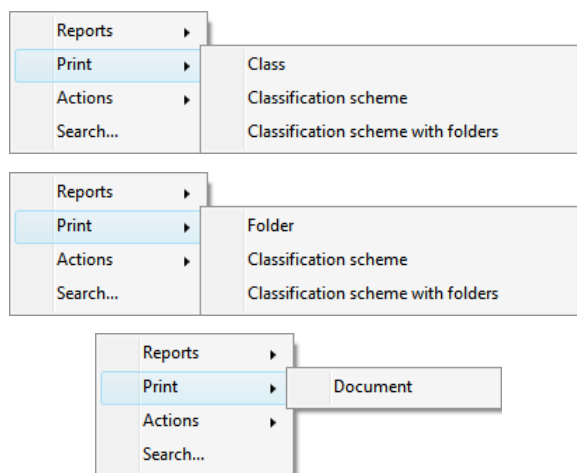 Reports
Print
Class
Actions
Classification scheme
Search...
Classification scheme with folders
Reports
Print
Folder
Actions
Classification scheme
Search...
Classification scheme with folders
Reports
Print
Document
Actions
Search...